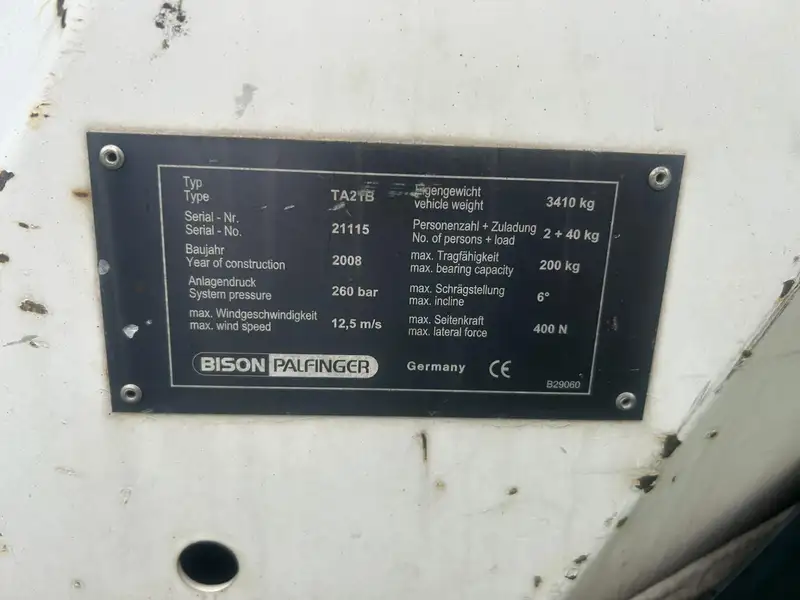 Typ
Type TA21B
Serial - Nr.
Serial - No. 21115
Baujahr
Year of construction 2008
Anlagendruck
System pressure 260 bar
max. Windgeschwindigkeit
max. wind speed 12,5 m/s
Eigengewicht
vehicle weight 3410 kg
Personenzahl + Zuladung
No. of persons + load 2 + 40 kg
max. Tragfähigkeit
max. bearing capacity 200 kg
max. Schrägstellung
max. incline 6°
max. Seitenkraft
max. lateral force 400 N
BISON PALFINGER Germany CE
B29060